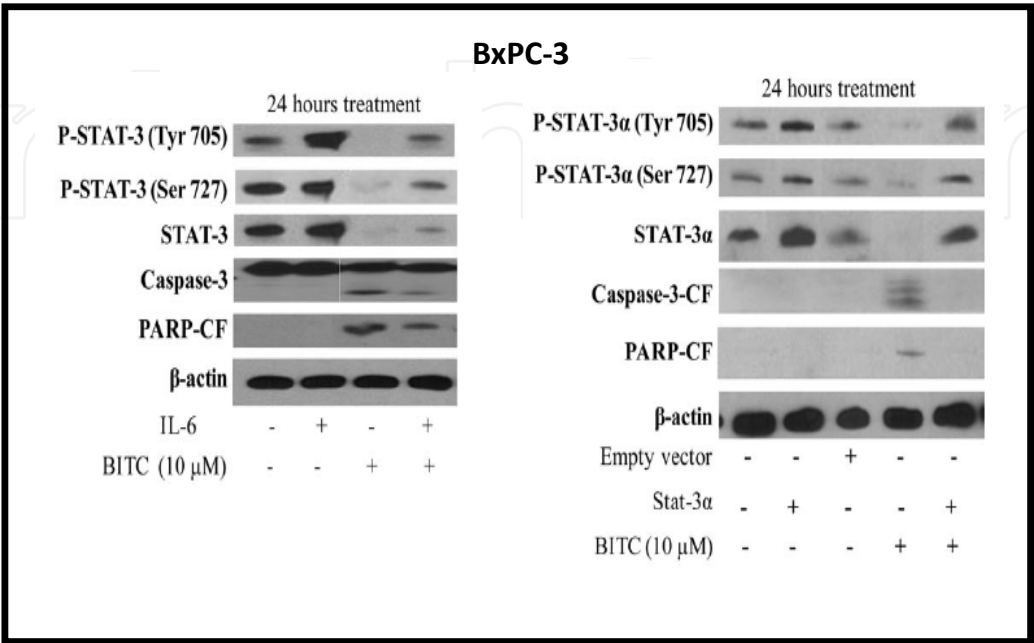 BxPC-3
24 hours treatment
P-STAT-3 (Tyr 705)
P-STAT-3 (Ser 727)
STAT-3
Caspase-3
PARP-CF
β-actin
IL-6 - + - +
BITC (10 μM) - - + +
24 hours treatment
P-STAT-3α (Tyr 705)
P-STAT-3α (Ser 727)
STAT-3α
Caspase-3-CF
PARP-CF
β-actin
Empty vector - - + - -
Stat-3α - + - - +
BITC (10 μM) - - - + +